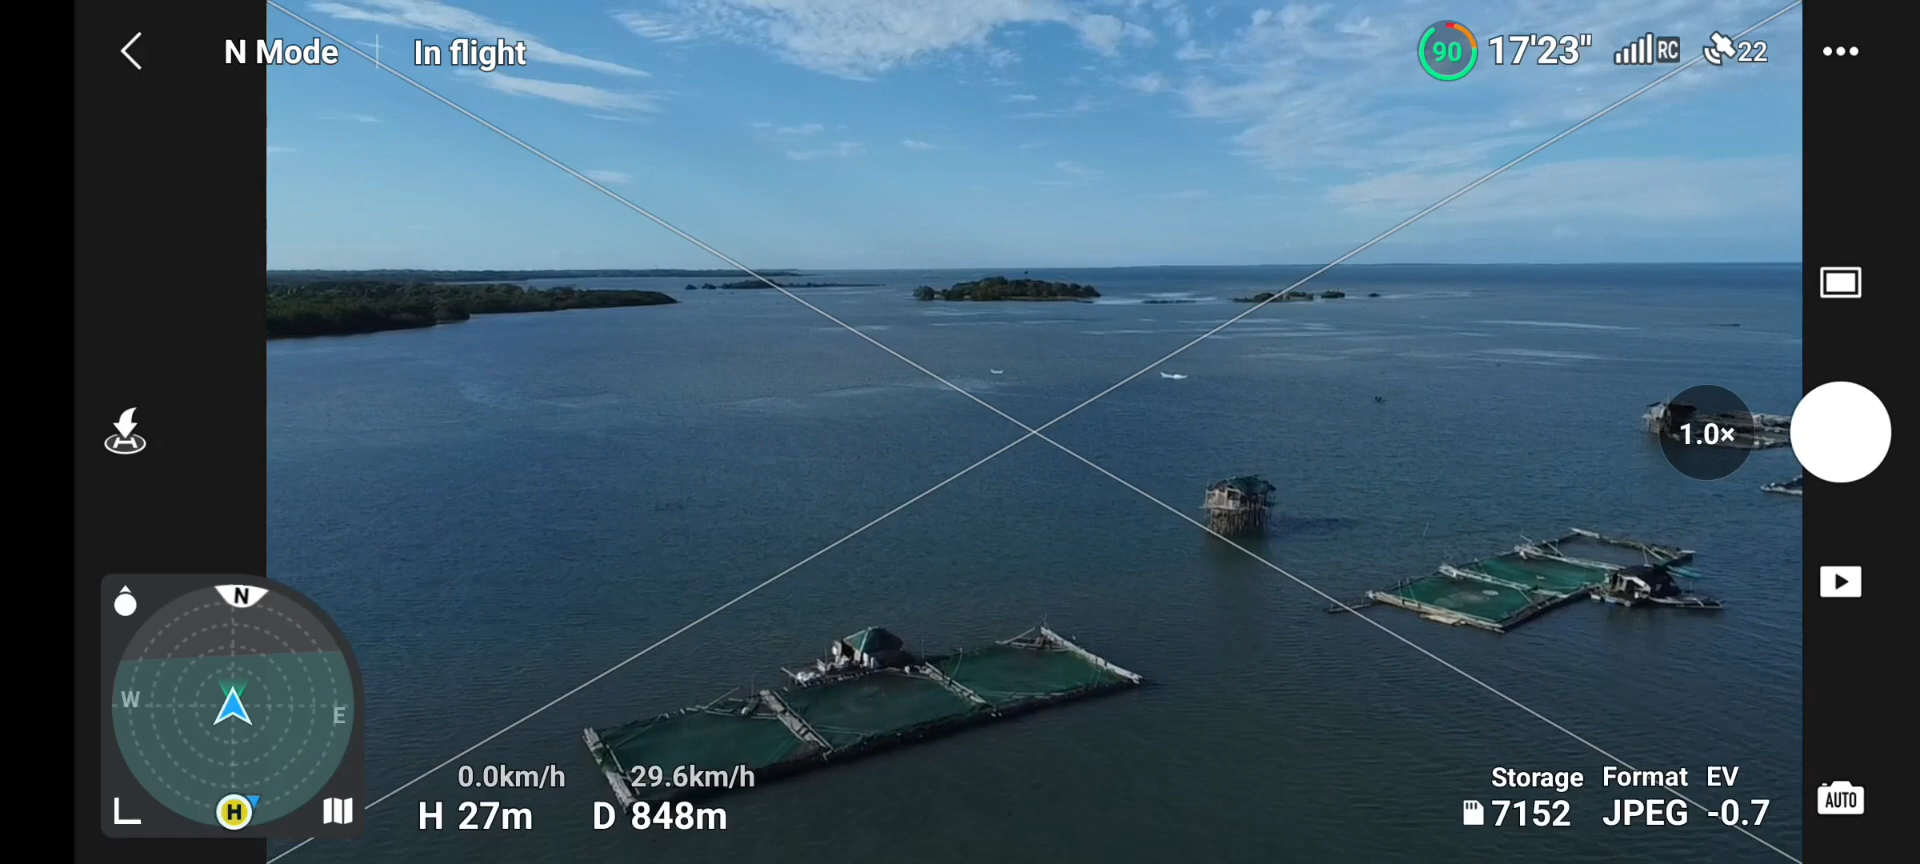 N Mode In flight 90 17'23" RC 22
1.0×
N
W E
H
0.0km/h 29.6km/h
H 27m D 848m
Storage Format EV
7152 JPEG -0.7
AUTO